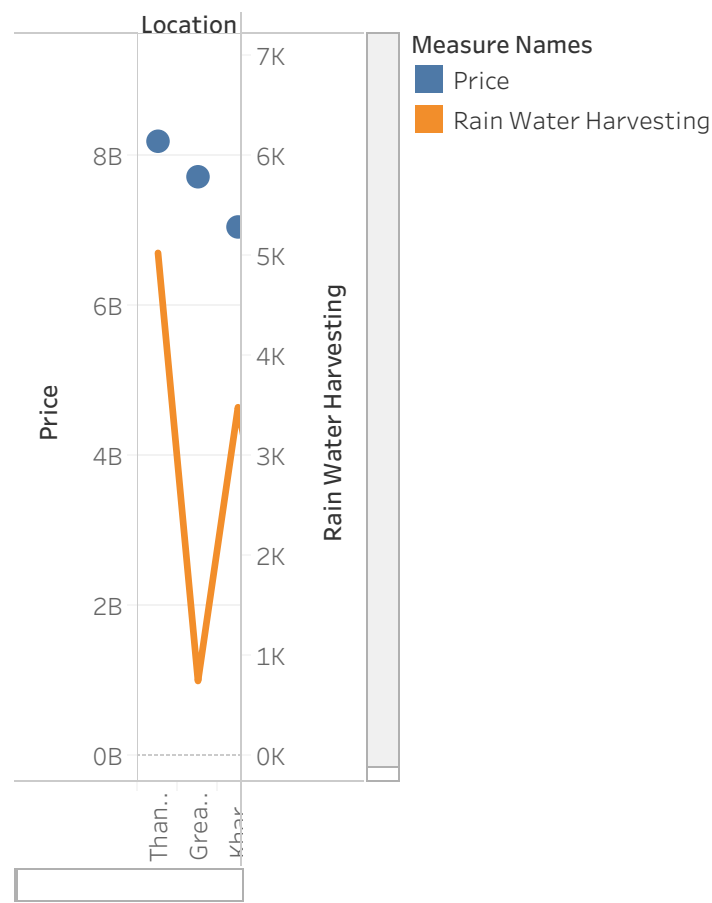 Location
Measure Names
Price
Rain Water Harvesting
8B
6B
4B
2B
0B
Price
7K
6K
5K
4K
3K
2K
1K
0K
Rain Water Harvesting
Than..
Grea..
Khar